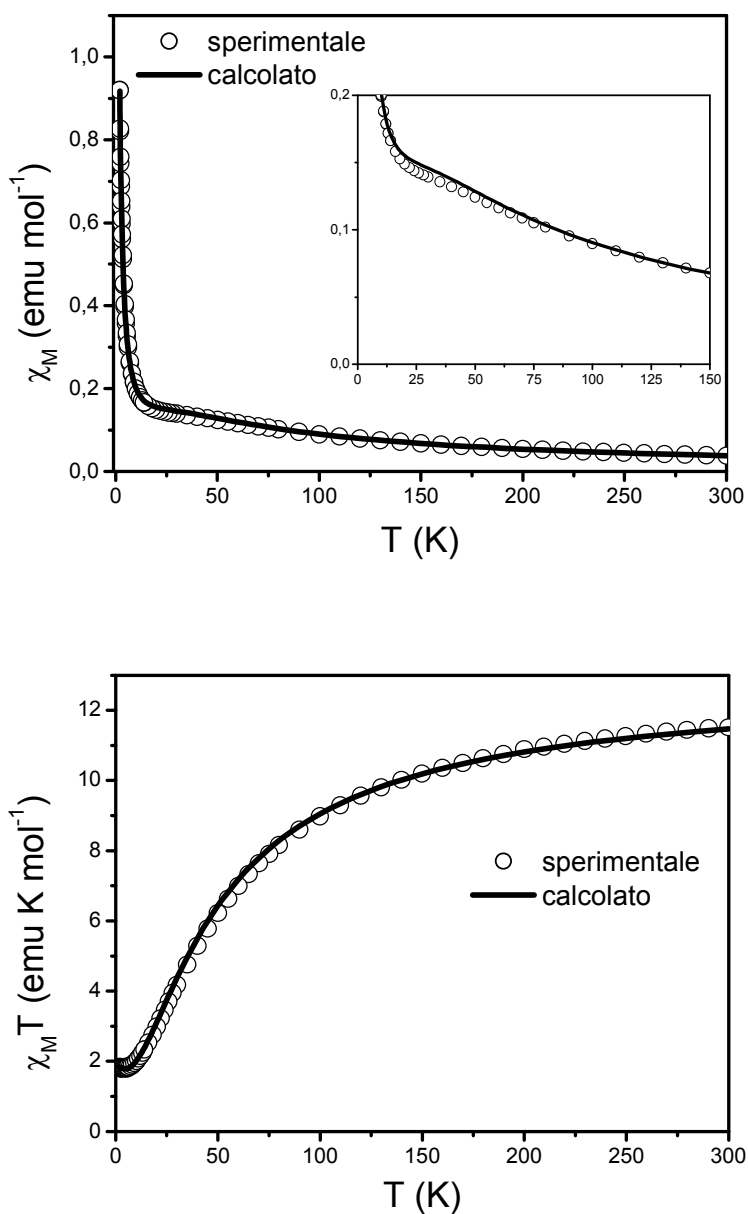 sperimentale
calcolato
χM (emu mol-1)
1,0
0,8
0,6
0,4
0,2
0,0
0 50 100 150 200 250 300
T (K)
0,2
0,1
0,0
0 25 50 75 100 125 150
χMT (emu K mol-1)
12
10
8
6
4
2
0
sperimentale
calcolato
0 50 100 150 200 250 300
T (K)